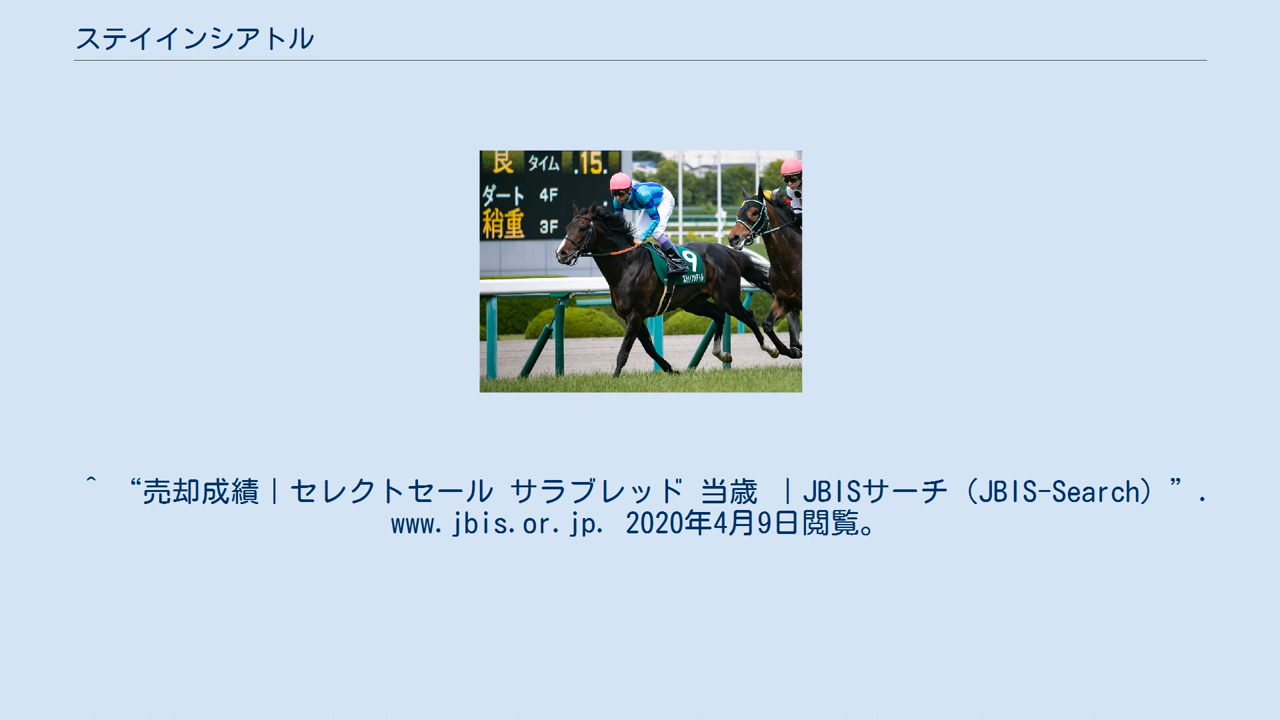 ステイインシアトル
良 タイム .15.
ダート 4F
稍重 3F
9
^ “売却成績｜セレクトセール サラブレッド 当歳 ｜JBISサーチ（JBIS-Search）”.
www.jbis.or.jp. 2020年4月9日閲覧。